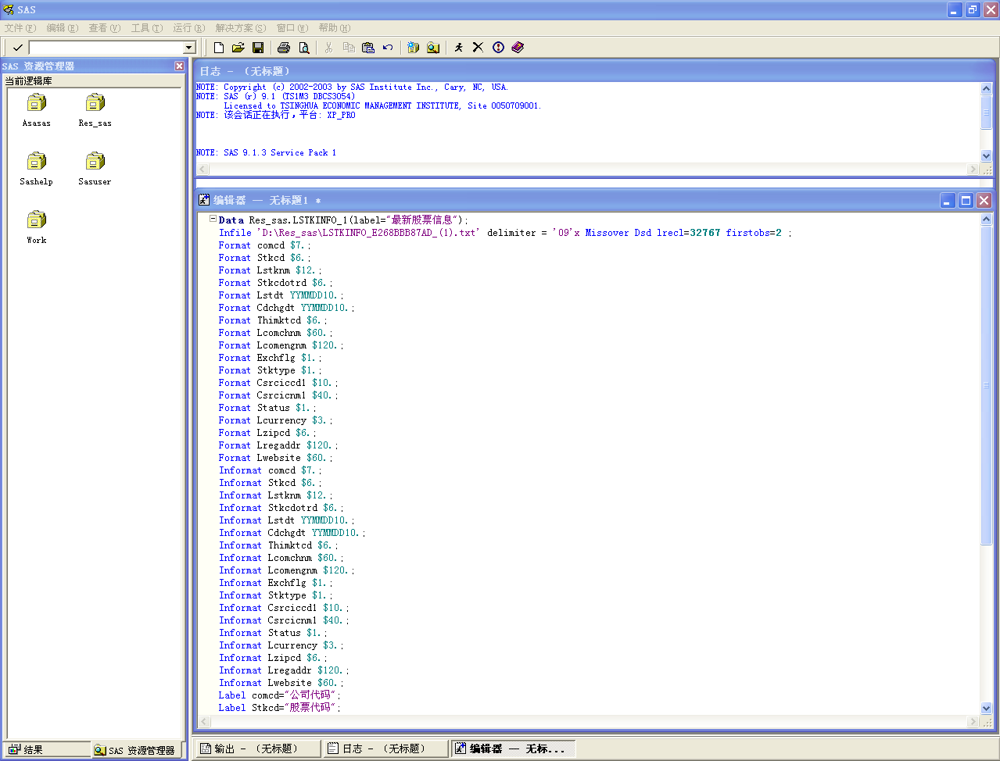 SAS
文件(F) 编辑(E) 查看(V) 工具(T) 运行(R) 解决方案(S) 窗口(W) 帮助(H)
SAS 资源管理器
当前逻辑库
Asasas Res_sas
Sashelp Sasuser
Work
日志 - （无标题）
NOTE: Copyright (c) 2002-2003 by SAS Institute Inc., Cary, NC, USA.
NOTE: SAS (r) 9.1 (TS1M3 DBCS3054)
Licensed to TSINGHUA ECONOMIC MANAGEMENT INSTITUTE, Site 0050709001.
NOTE: 该会话正在执行，平台: XP_PRO
NOTE: SAS 9.1.3 Service Pack 1
编辑器 — 无标题1 *
Data Res_sas.LSTKINFO_1(label="最新股票信息");
Infile 'D:\Res_sas\LSTKINFO_E268BBB87AD_(1).txt' delimiter = '09'x Missover Dsd lrecl=32767 firstobs=2 ;
Format comcd $7.;
Format Stkcd $6.;
Format Lstknm $12.;
Format Stkcdotrd $6.;
Format Lstdt YYMMDD10.;
Format Cdchgdt YYMMDD10.;
Format Thimktcd $6.;
Format Lcomchnm $60.;
Format Lcomengnm $120.;
Format Exchflg $1.;
Format Stktype $1.;
Format Csrciccd1 $10.;
Format Csrcicnm1 $40.;
Format Status $1.;
Format Lcurrency $3.;
Format Lzipcd $6.;
Format Lregaddr $120.;
Format Lwebsite $60.;
Informat comcd $7.;
Informat Stkcd $6.;
Informat Lstknm $12.;
Informat Stkcdotrd $6.;
Informat Lstdt YYMMDD10.;
Informat Cdchgdt YYMMDD10.;
Informat Thimktcd $6.;
Informat Lcomchnm $60.;
Informat Lcomengnm $120.;
Informat Exchflg $1.;
Informat Stktype $1.;
Informat Csrciccd1 $10.;
Informat Csrcicnm1 $40.;
Informat Status $1.;
Informat Lcurrency $3.;
Informat Lzipcd $6.;
Informat Lregaddr $120.;
Informat Lwebsite $60.;
Label comcd="公司代码";
Label Stkcd="股票代码";
结果 SAS 资源管理器 输出 - （无标题） 日志 - （无标题） 编辑器 — 无标...